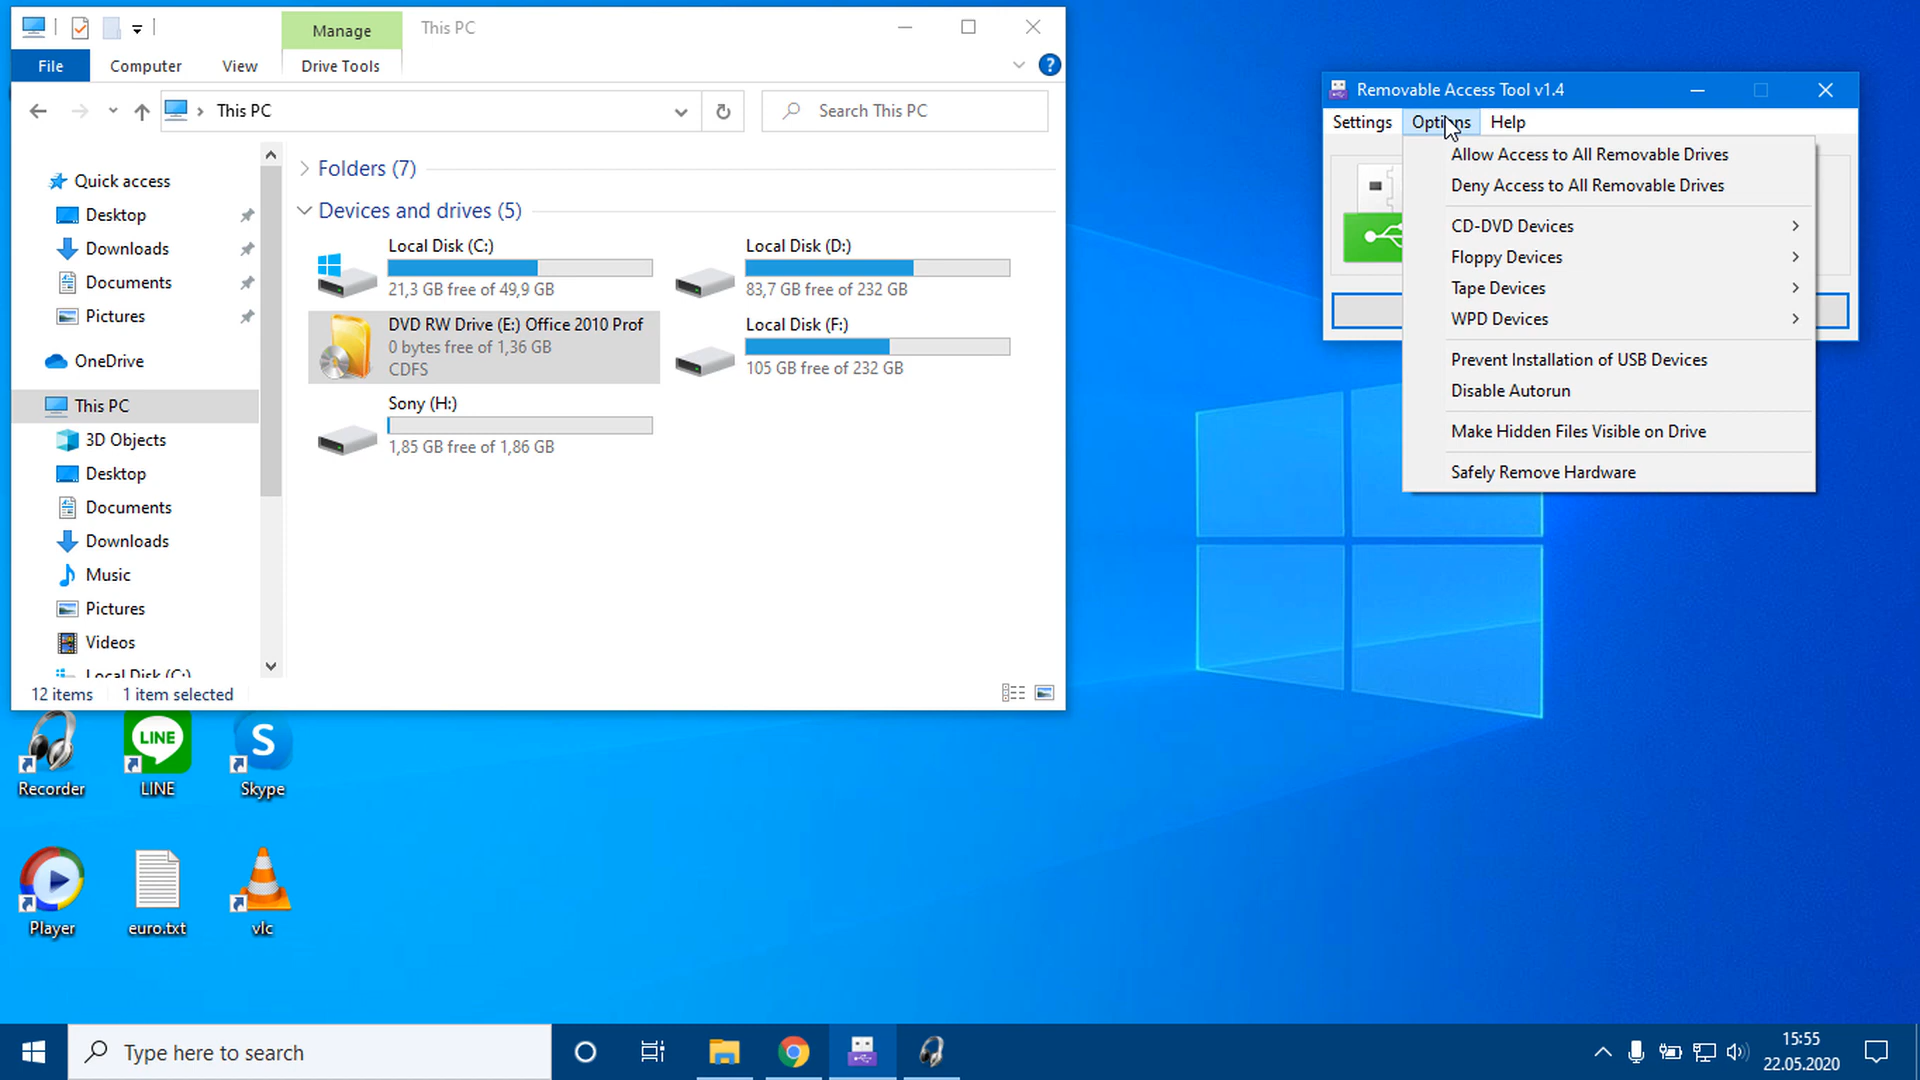 Manage
This PC
File
Computer
View
Drive Tools
?
This PC
Search This PC
Quick access
Desktop
Downloads
Documents
Pictures
OneDrive
This PC
3D Objects
Desktop
Documents
Downloads
Music
Pictures
Videos
Local Disk (C:)
Folders (7)
Devices and drives (5)
Local Disk (C:)
21,3 GB free of 49,9 GB
Local Disk (D:)
83,7 GB free of 232 GB
DVD RW Drive (E:) Office 2010 Prof
0 bytes free of 1,36 GB
CDFS
Local Disk (F:)
105 GB free of 232 GB
Sony (H:)
1,85 GB free of 1,86 GB
12 items
1 item selected
Removable Access Tool v1.4
Settings
Options
Help
Allow Access to All Removable Drives
Deny Access to All Removable Drives
CD-DVD Devices
Floppy Devices
Tape Devices
WPD Devices
Prevent Installation of USB Devices
Disable Autorun
Make Hidden Files Visible on Drive
Safely Remove Hardware
LINE
S
Recorder
LINE
Skype
Player
euro.txt
vlc
Type here to search
15:55
22.05.2020